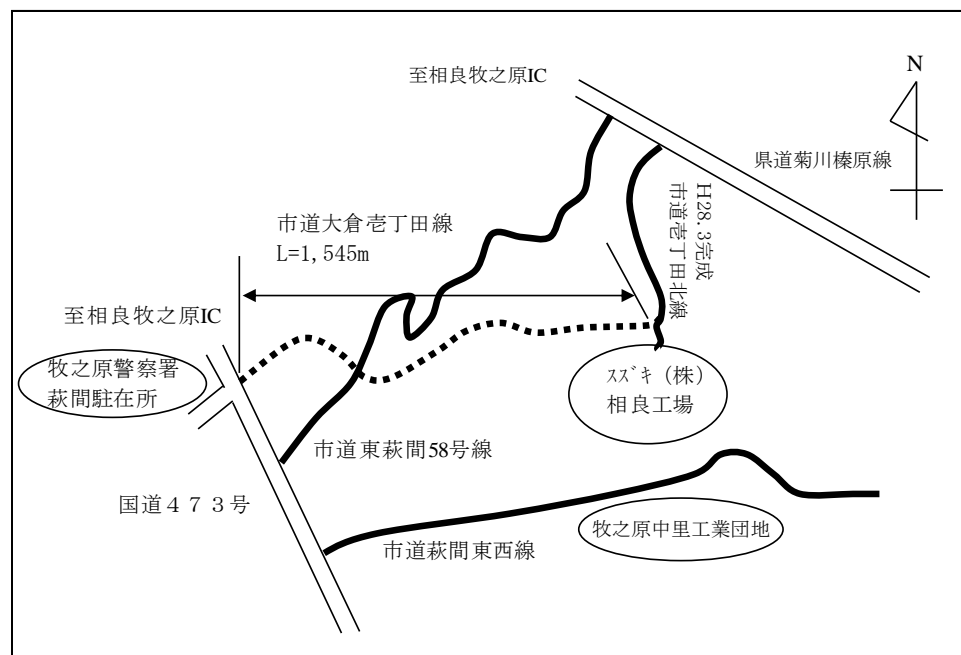 至相良牧之原IC
N
県道菊川榛原線
H28.3完成
市道壱丁田北線
市道大倉壱丁田線
L=1,545m
至相良牧之原IC
牧之原警察署
萩間駐在所
ｽｽﾞｷ（株）
相良工場
市道東萩間58号線
国道４７３号
牧之原中里工業団地
市道萩間東西線